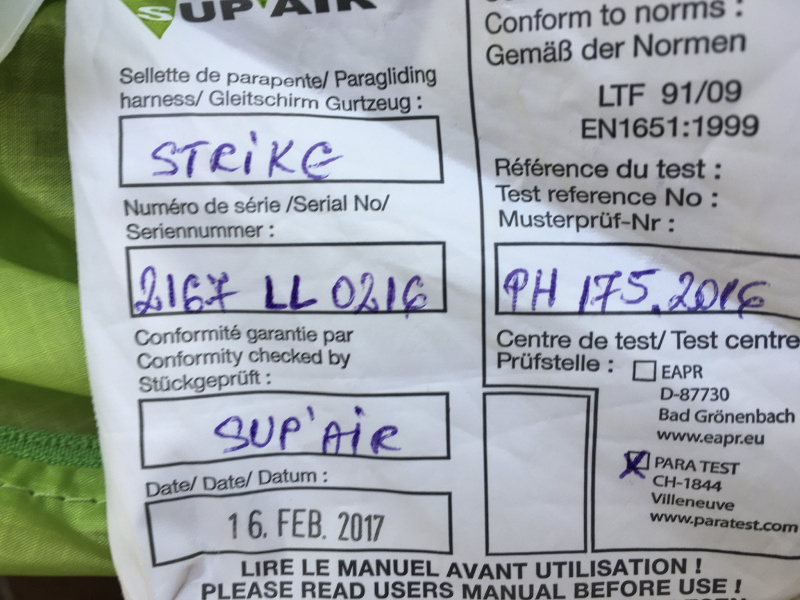 SUP'AIR
Sellette de parapente/ Paragliding
harness/ Gleitschirm Gurtzeug :
STRiKE
Numéro de série /Serial No/
Seriennummer :
2167 LL 0216
Conformité garantie par
Conformity checked by
Stückgeprüft :
SUP'AiR
Date/ Date/ Datum :
16. FEB. 2017
Conform to norms :
Gemäß der Normen
LTF 91/09
EN1651:1999
Référence du test :
Test reference No :
Musterprüf-Nr :
PH 175.2016
Centre de test/ Test centre
Prüfstelle :
EAPR
D-87730
Bad Grönenbach
www.eapr.eu
PARA TEST
CH-1844
Villeneuve
www.paratest.com
LIRE LE MANUEL AVANT UTILISATION !
PLEASE READ USERS MANUAL BEFORE USE !